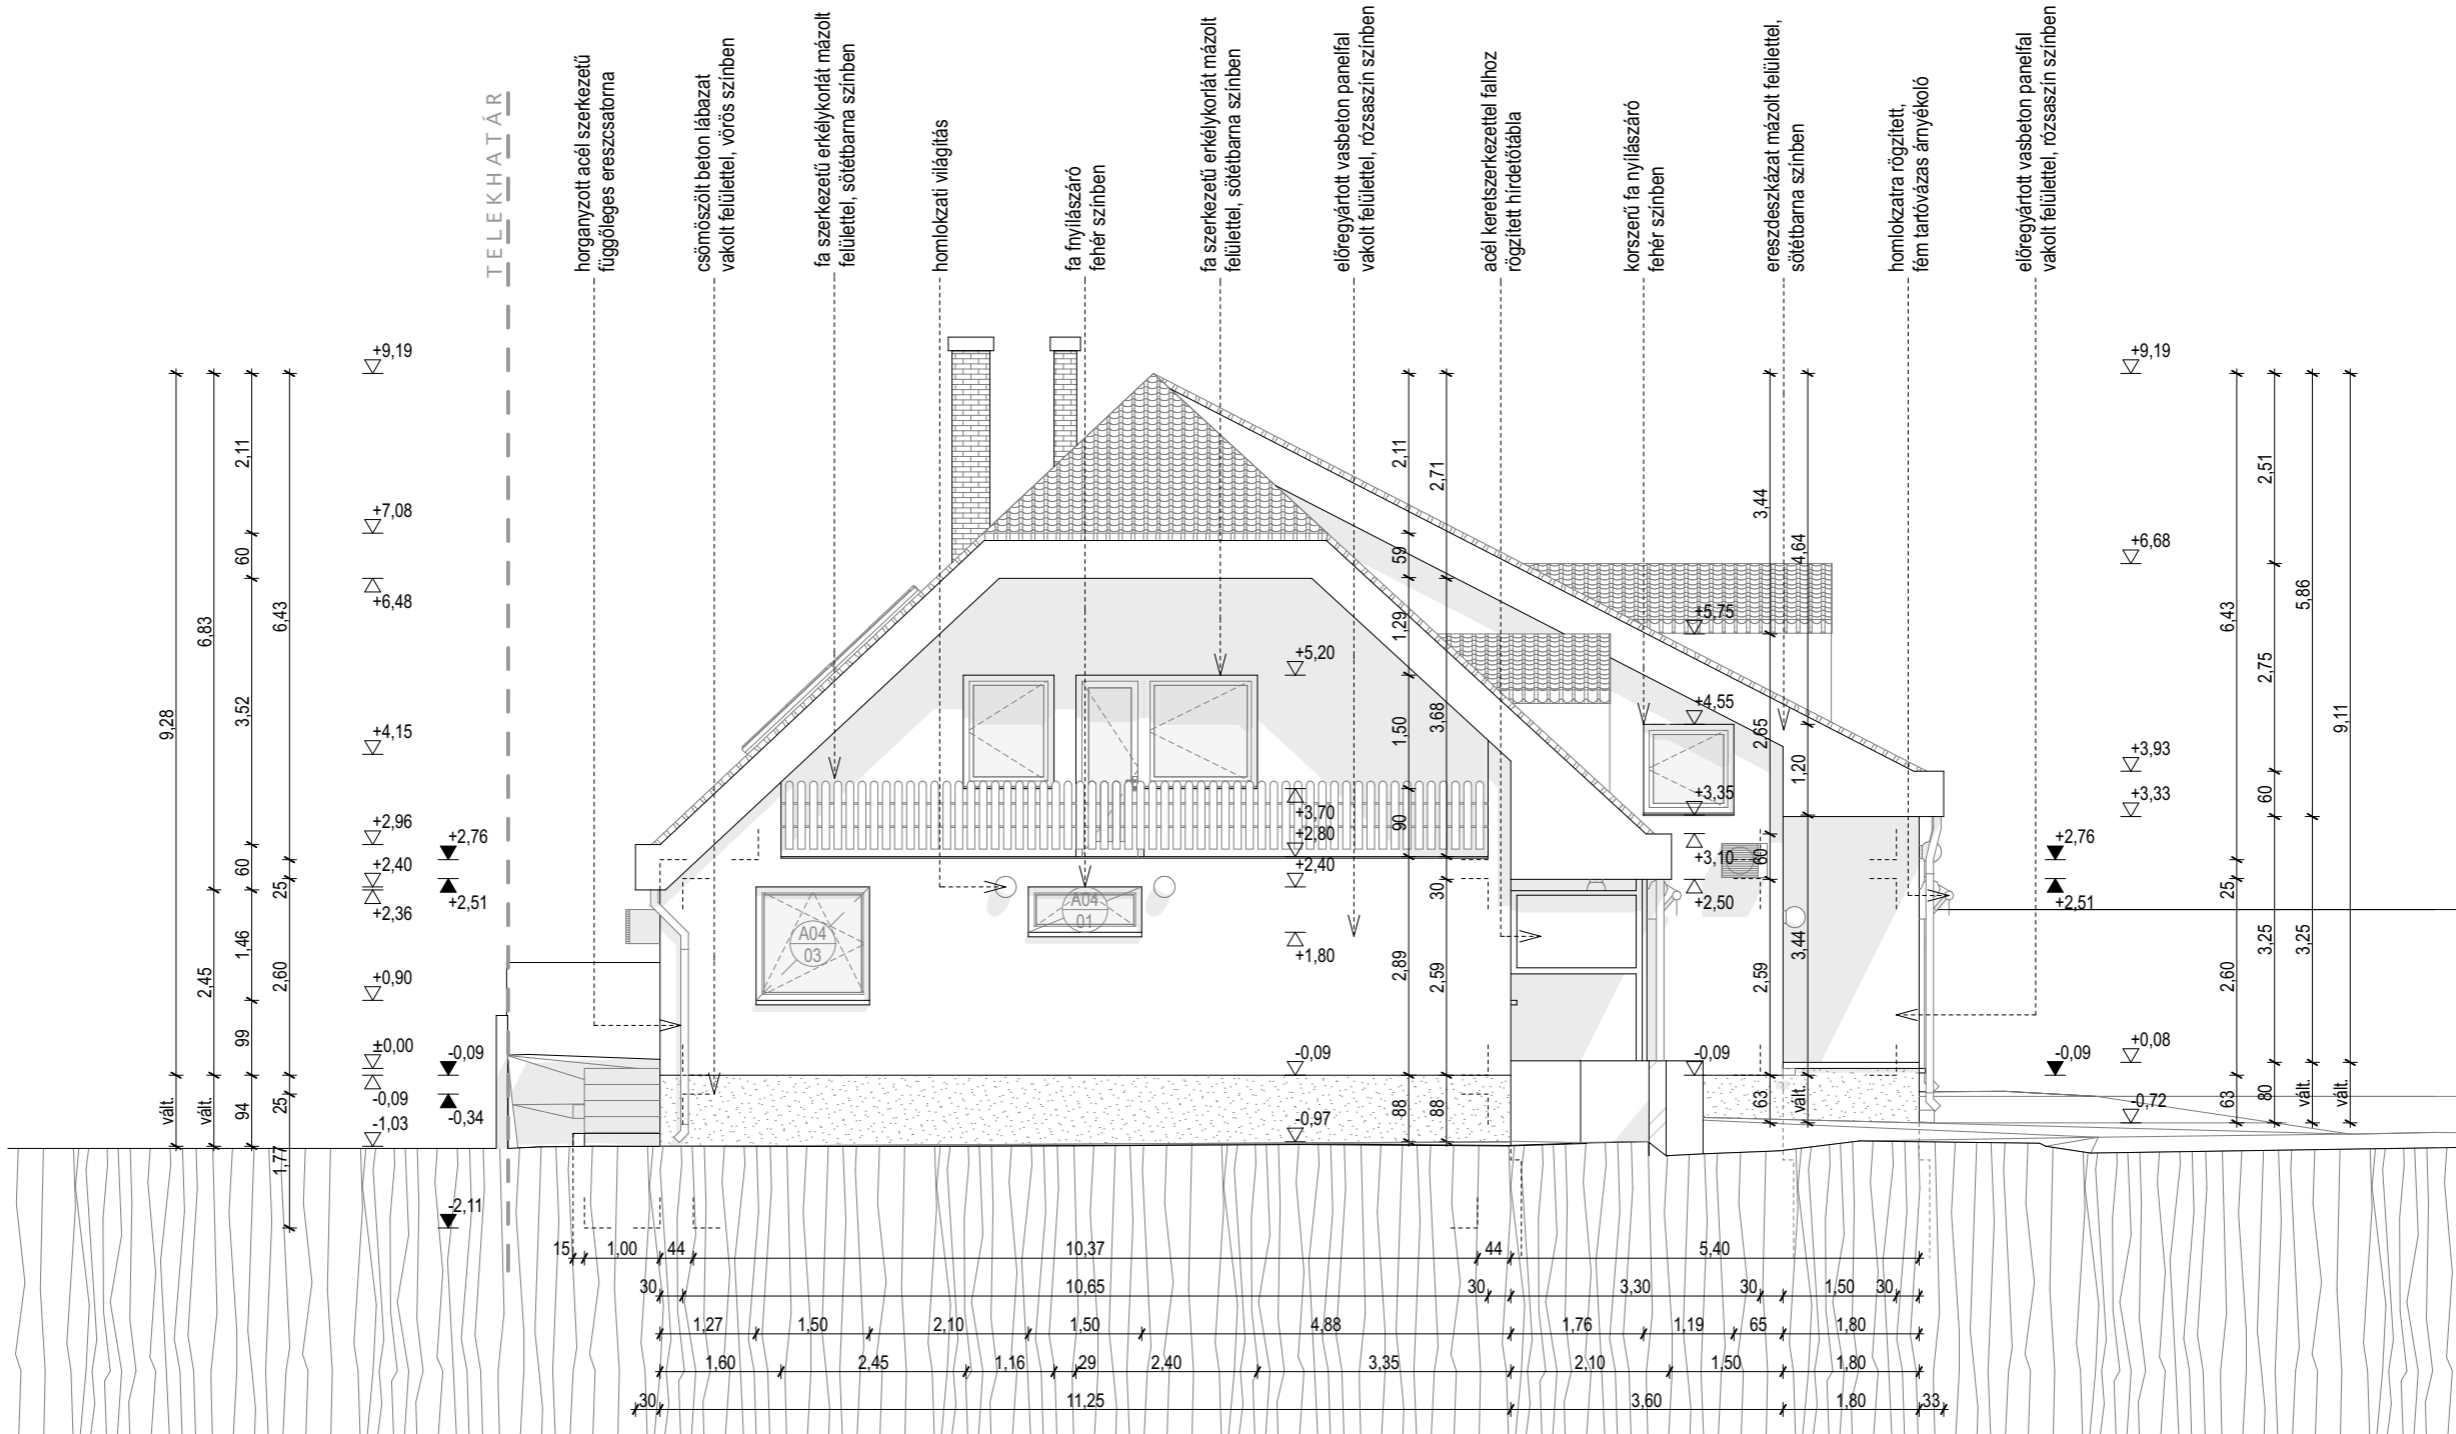 TELEKHATÁR
horganyzott acél szerkezetű
függőleges ereszcsatorna
csömöszölt beton lábazat
vakolt felülettel, vörös színben
fa szerkezetű erkélykorlát mázolt
felülettel, sötétbarna színben
homlokzati világítás
fa fnyílászáró
fehér színben
fa szerkezetű erkélykorlát mázolt
felülettel, sötétbarna színben
előregyártott vasbeton panelfal
vakolt felülettel, rózsaszín színben
acél keretszerkezettel falhoz
rögzített hirdetőtábla
korszerű fa nyílászáró
fehér színben
ereszdeszkázat mázolt felülettel,
sötétbarna színben
homlokzatra rögzített,
fém tartóvázas árnyékoló
előregyártott vasbeton panelfal
vakolt felülettel, rózsaszín színben
9,28
vált.
6,83
2,45
vált.
2,11
60
3,52
60
1,46
99
94
6,43
25
2,60
25
1,77
+9,19
+7,08
+6,48
+4,15
+2,96
+2,40
+2,36
+0,90
±0,00
-0,09
-1,03
+2,76
+2,51
-0,09
-0,34
-2,11
A04
03
A04
01
+5,20
+3,70
+2,80
+2,40
+1,80
-0,09
-0,97
2,11
59
1,29
1,50
90
2,89
88
2,71
3,68
30
2,59
88
+5,75
+4,55
+3,35
+3,10
+2,50
-0,09
3,44
2,65
60
2,59
63
4,64
1,20
3,44
vált.
+2,76
+2,51
-0,09
+9,19
+6,68
+3,93
+3,33
+0,08
-0,72
6,43
25
2,60
63
2,51
2,75
60
3,25
80
5,86
3,25
vált.
9,11
vált.
15 1,00 44 10,37 44 5,40
30 10,65 30 3,30 30 1,50 30
1,27 1,50 2,10 1,50 4,88 1,76 1,19 65 1,80
1,60 2,45 1,16 29 2,40 3,35 2,10 1,50 1,80
30 11,25 3,60 1,80 33